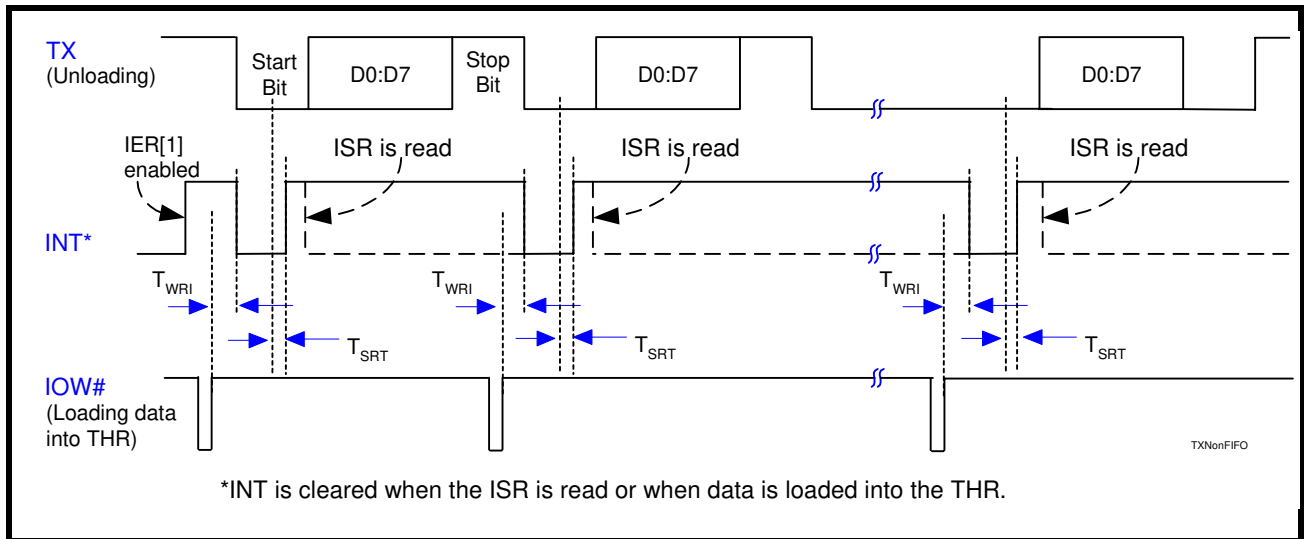 TX
(Unloading)
Start
Bit
D0:D7
Stop
Bit
D0:D7
D0:D7
IER[1]
enabled
ISR is read
ISR is read
ISR is read
INT*
TWRI
TWRI
TWRI
TSRT
TSRT
TSRT
IOW#
(Loading data
into THR)
TXNonFIFO
*INT is cleared when the ISR is read or when data is loaded into the THR.